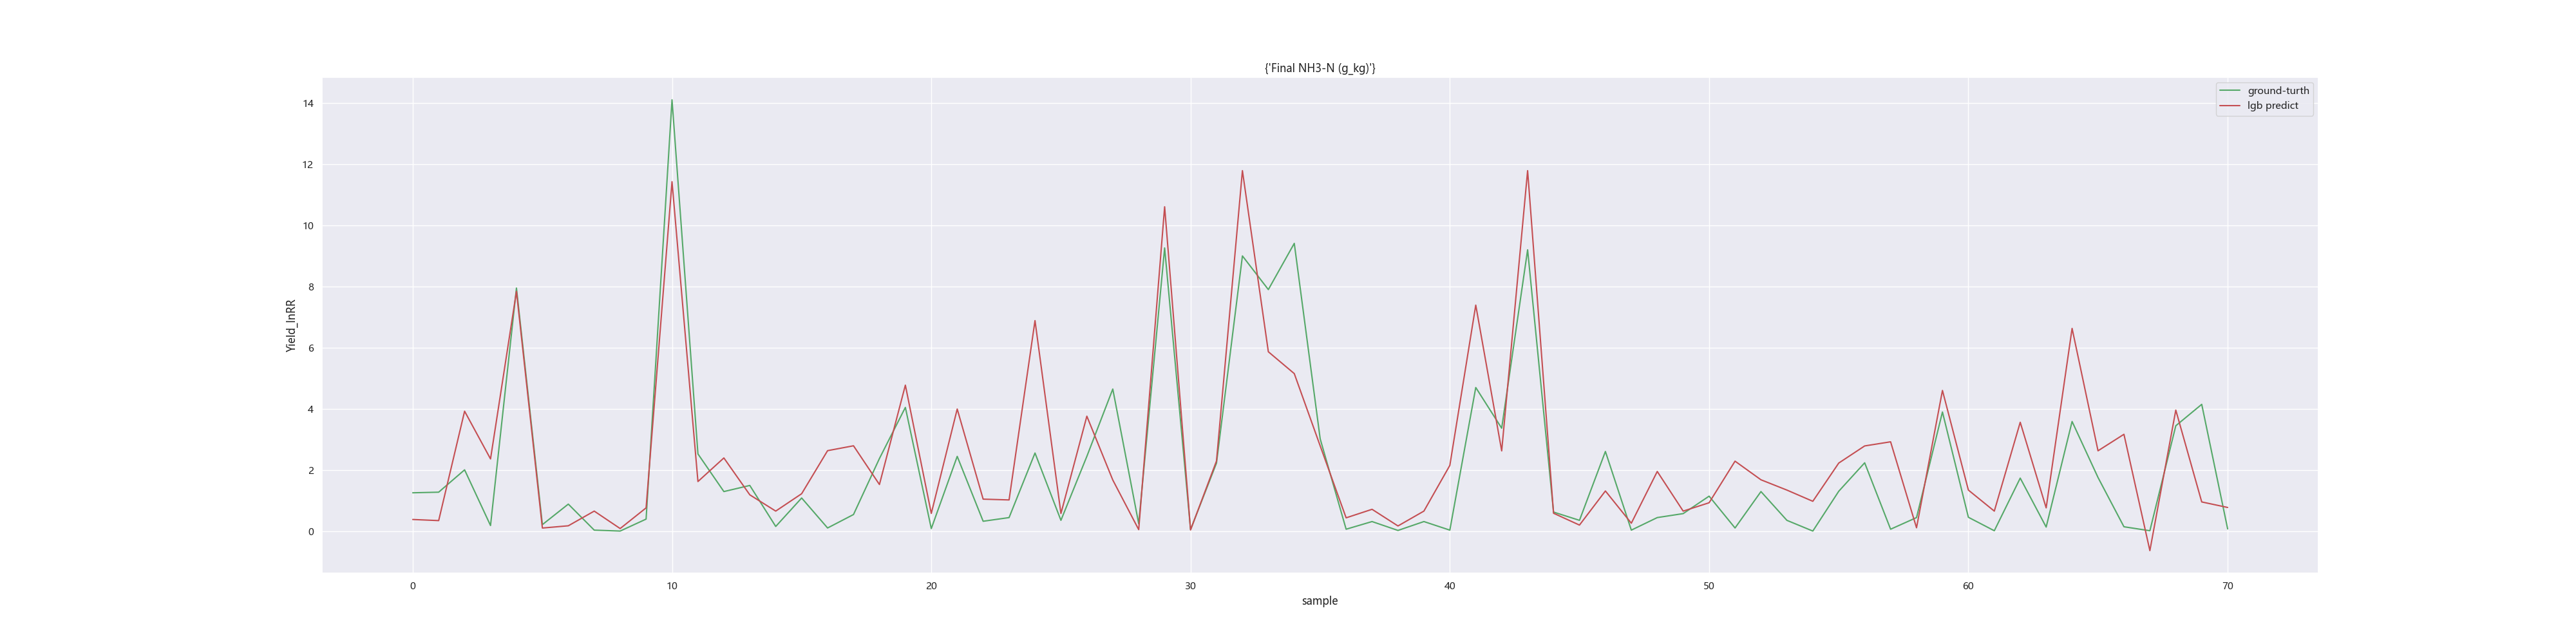 {'Final NH3-N (g_kg)'}
ground-turth
lgb predict
14
12
10
8
6
4
2
0
Yield_lnRR
0 10 20 30 40 50 60 70
sample